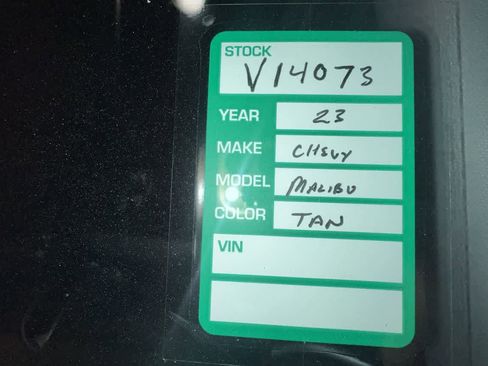 STOCK
V14073
YEAR 23
MAKE CHEVY
MODEL MALIBU
COLOR TAN
VIN